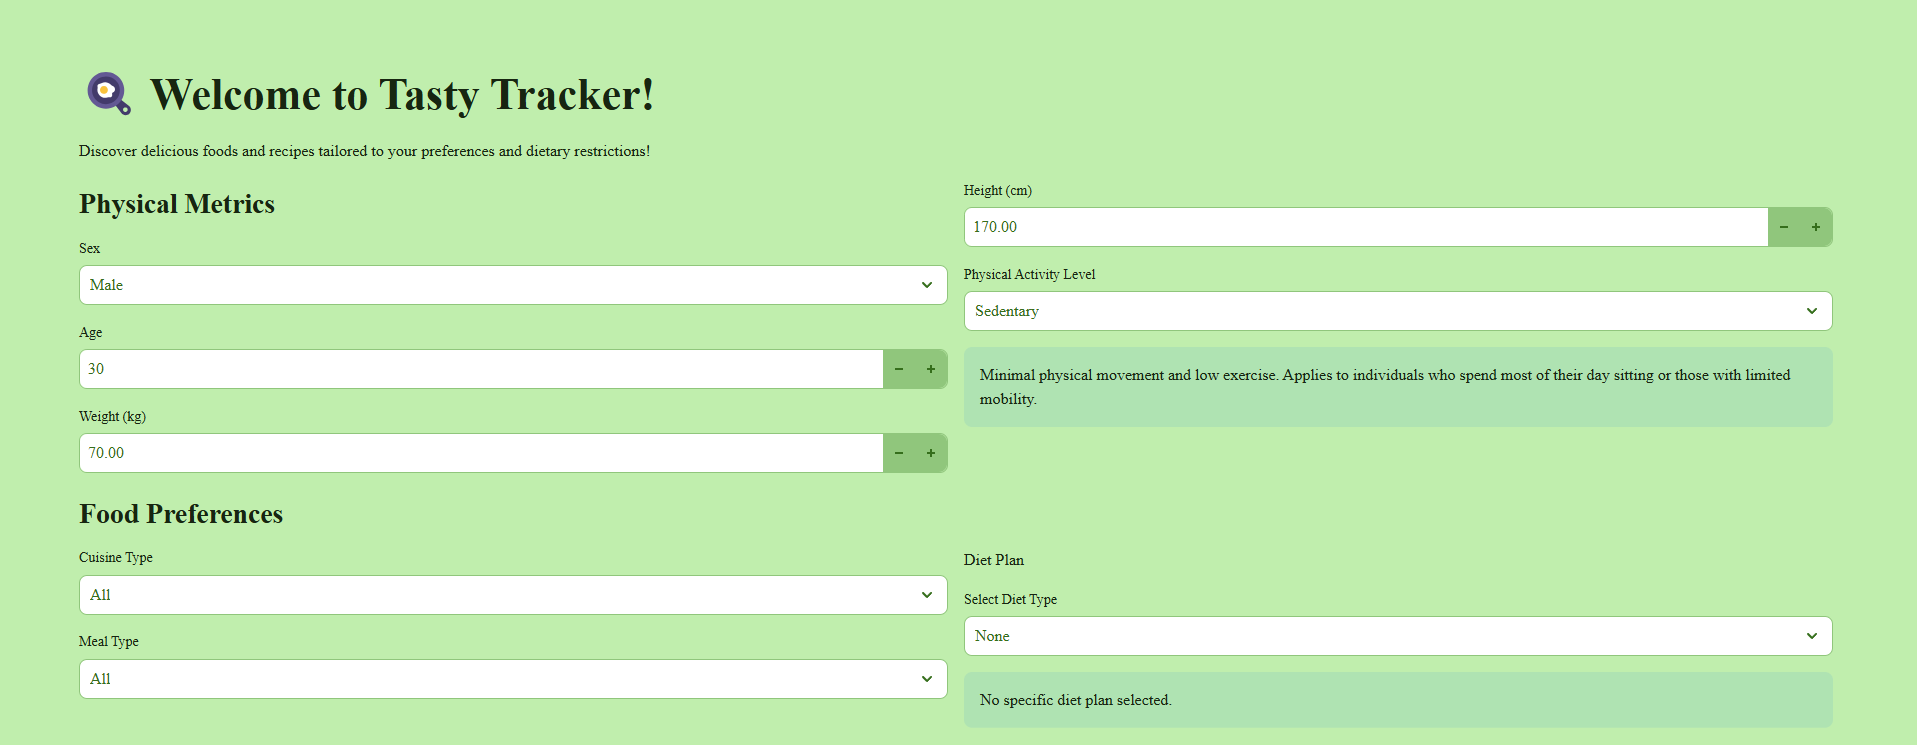 Welcome to Tasty Tracker!
Discover delicious foods and recipes tailored to your preferences and dietary restrictions!
Physical Metrics
Sex
Male
Age
30
Weight (kg)
70.00
Height (cm)
170.00
Physical Activity Level
Sedentary
Minimal physical movement and low exercise. Applies to individuals who spend most of their day sitting or those with limited
mobility.
Food Preferences
Cuisine Type
All
Meal Type
All
Diet Plan
Select Diet Type
None
No specific diet plan selected.